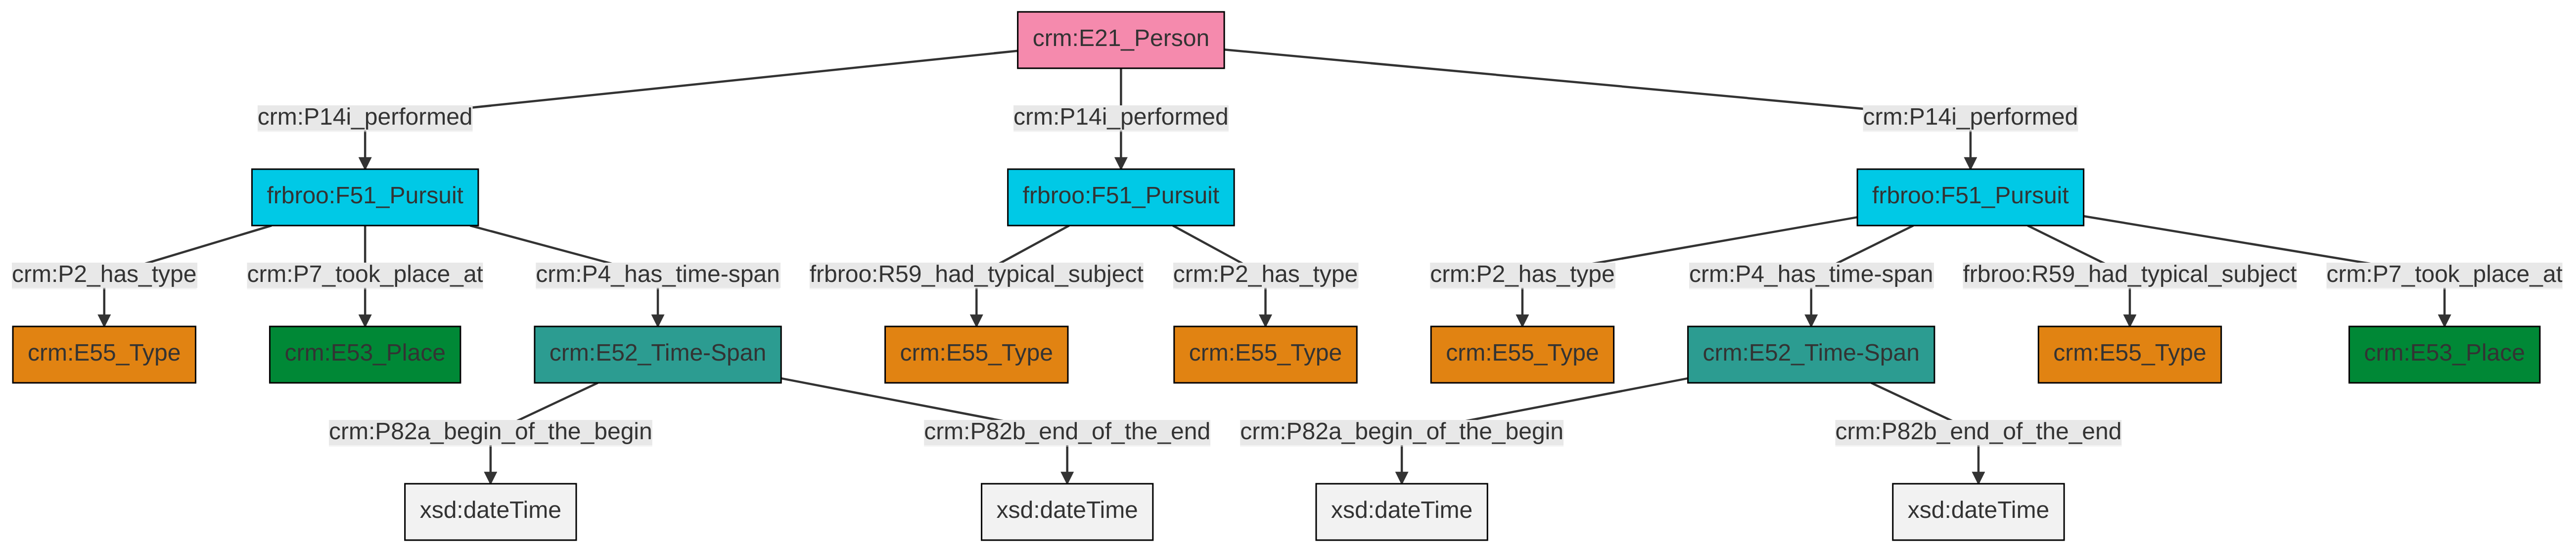 crm:E21_Person
crm:P14i_performed
crm:P14i_performed
crm:P14i_performed
frbroo:F51_Pursuit
frbroo:F51_Pursuit
frbroo:F51_Pursuit
crm:P2_has_type
crm:P7_took_place_at
crm:P4_has_time-span
frbroo:R59_had_typical_subject
crm:P2_has_type
crm:P2_has_type
crm:P4_has_time-span
frbroo:R59_had_typical_subject
crm:P7_took_place_at
crm:E55_Type
crm:E53_Place
crm:E52_Time-Span
crm:E55_Type
crm:E55_Type
crm:E55_Type
crm:E52_Time-Span
crm:E55_Type
crm:E53_Place
crm:P82a_begin_of_the_begin
crm:P82b_end_of_the_end
crm:P82a_begin_of_the_begin
crm:P82b_end_of_the_end
xsd:dateTime
xsd:dateTime
xsd:dateTime
xsd:dateTime